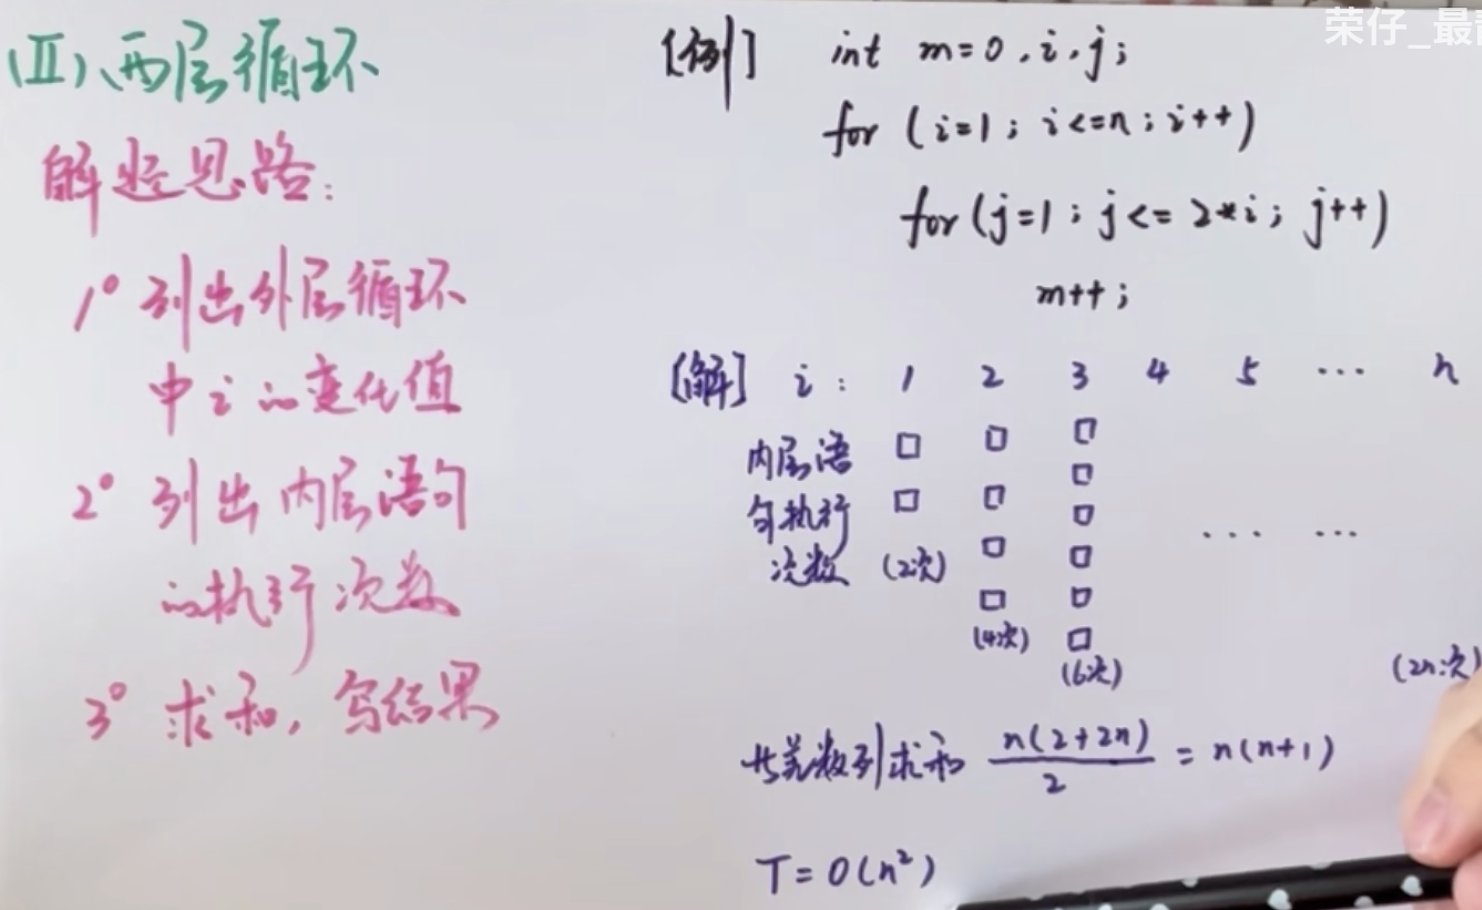 荣仔_最
(Ⅱ)、两层循环
解题思路:
1° 列出外层循环
中i的变化值
2° 列出内层语句
的执行次数
3° 求和,写结果
[例] int m=0,i,j;
for (i=1; i<=n; i++)
for (j=1; j<=2*i; j++)
m++;
[解] i: 1 2 3 4 5 ... n
内层语
句执行
次数 (2次)
(4次)
(6次)
(2n次)
... ...
等差数列求和 n(2+2n)/2 = n(n+1)
T=O(n²)